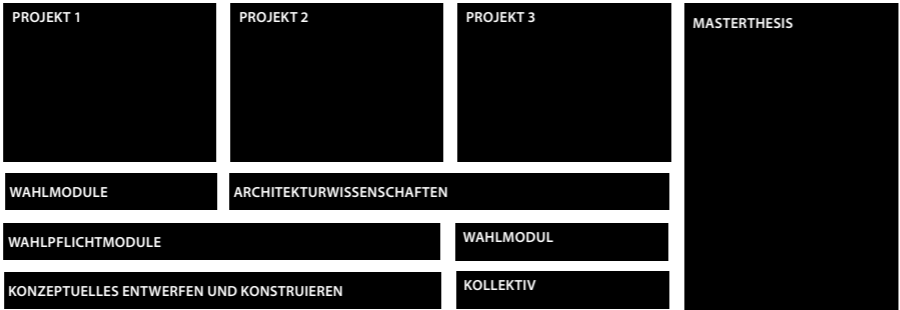 PROJEKT 1
PROJEKT 2
PROJEKT 3
MASTERTHESIS
WAHLMODULE
ARCHITEKTURWISSENSCHAFTEN
WAHLPFLICHTMODULE
WAHLMODUL
KONZEPTUELLES ENTWERFEN UND KONSTRUIEREN
KOLLEKTIV